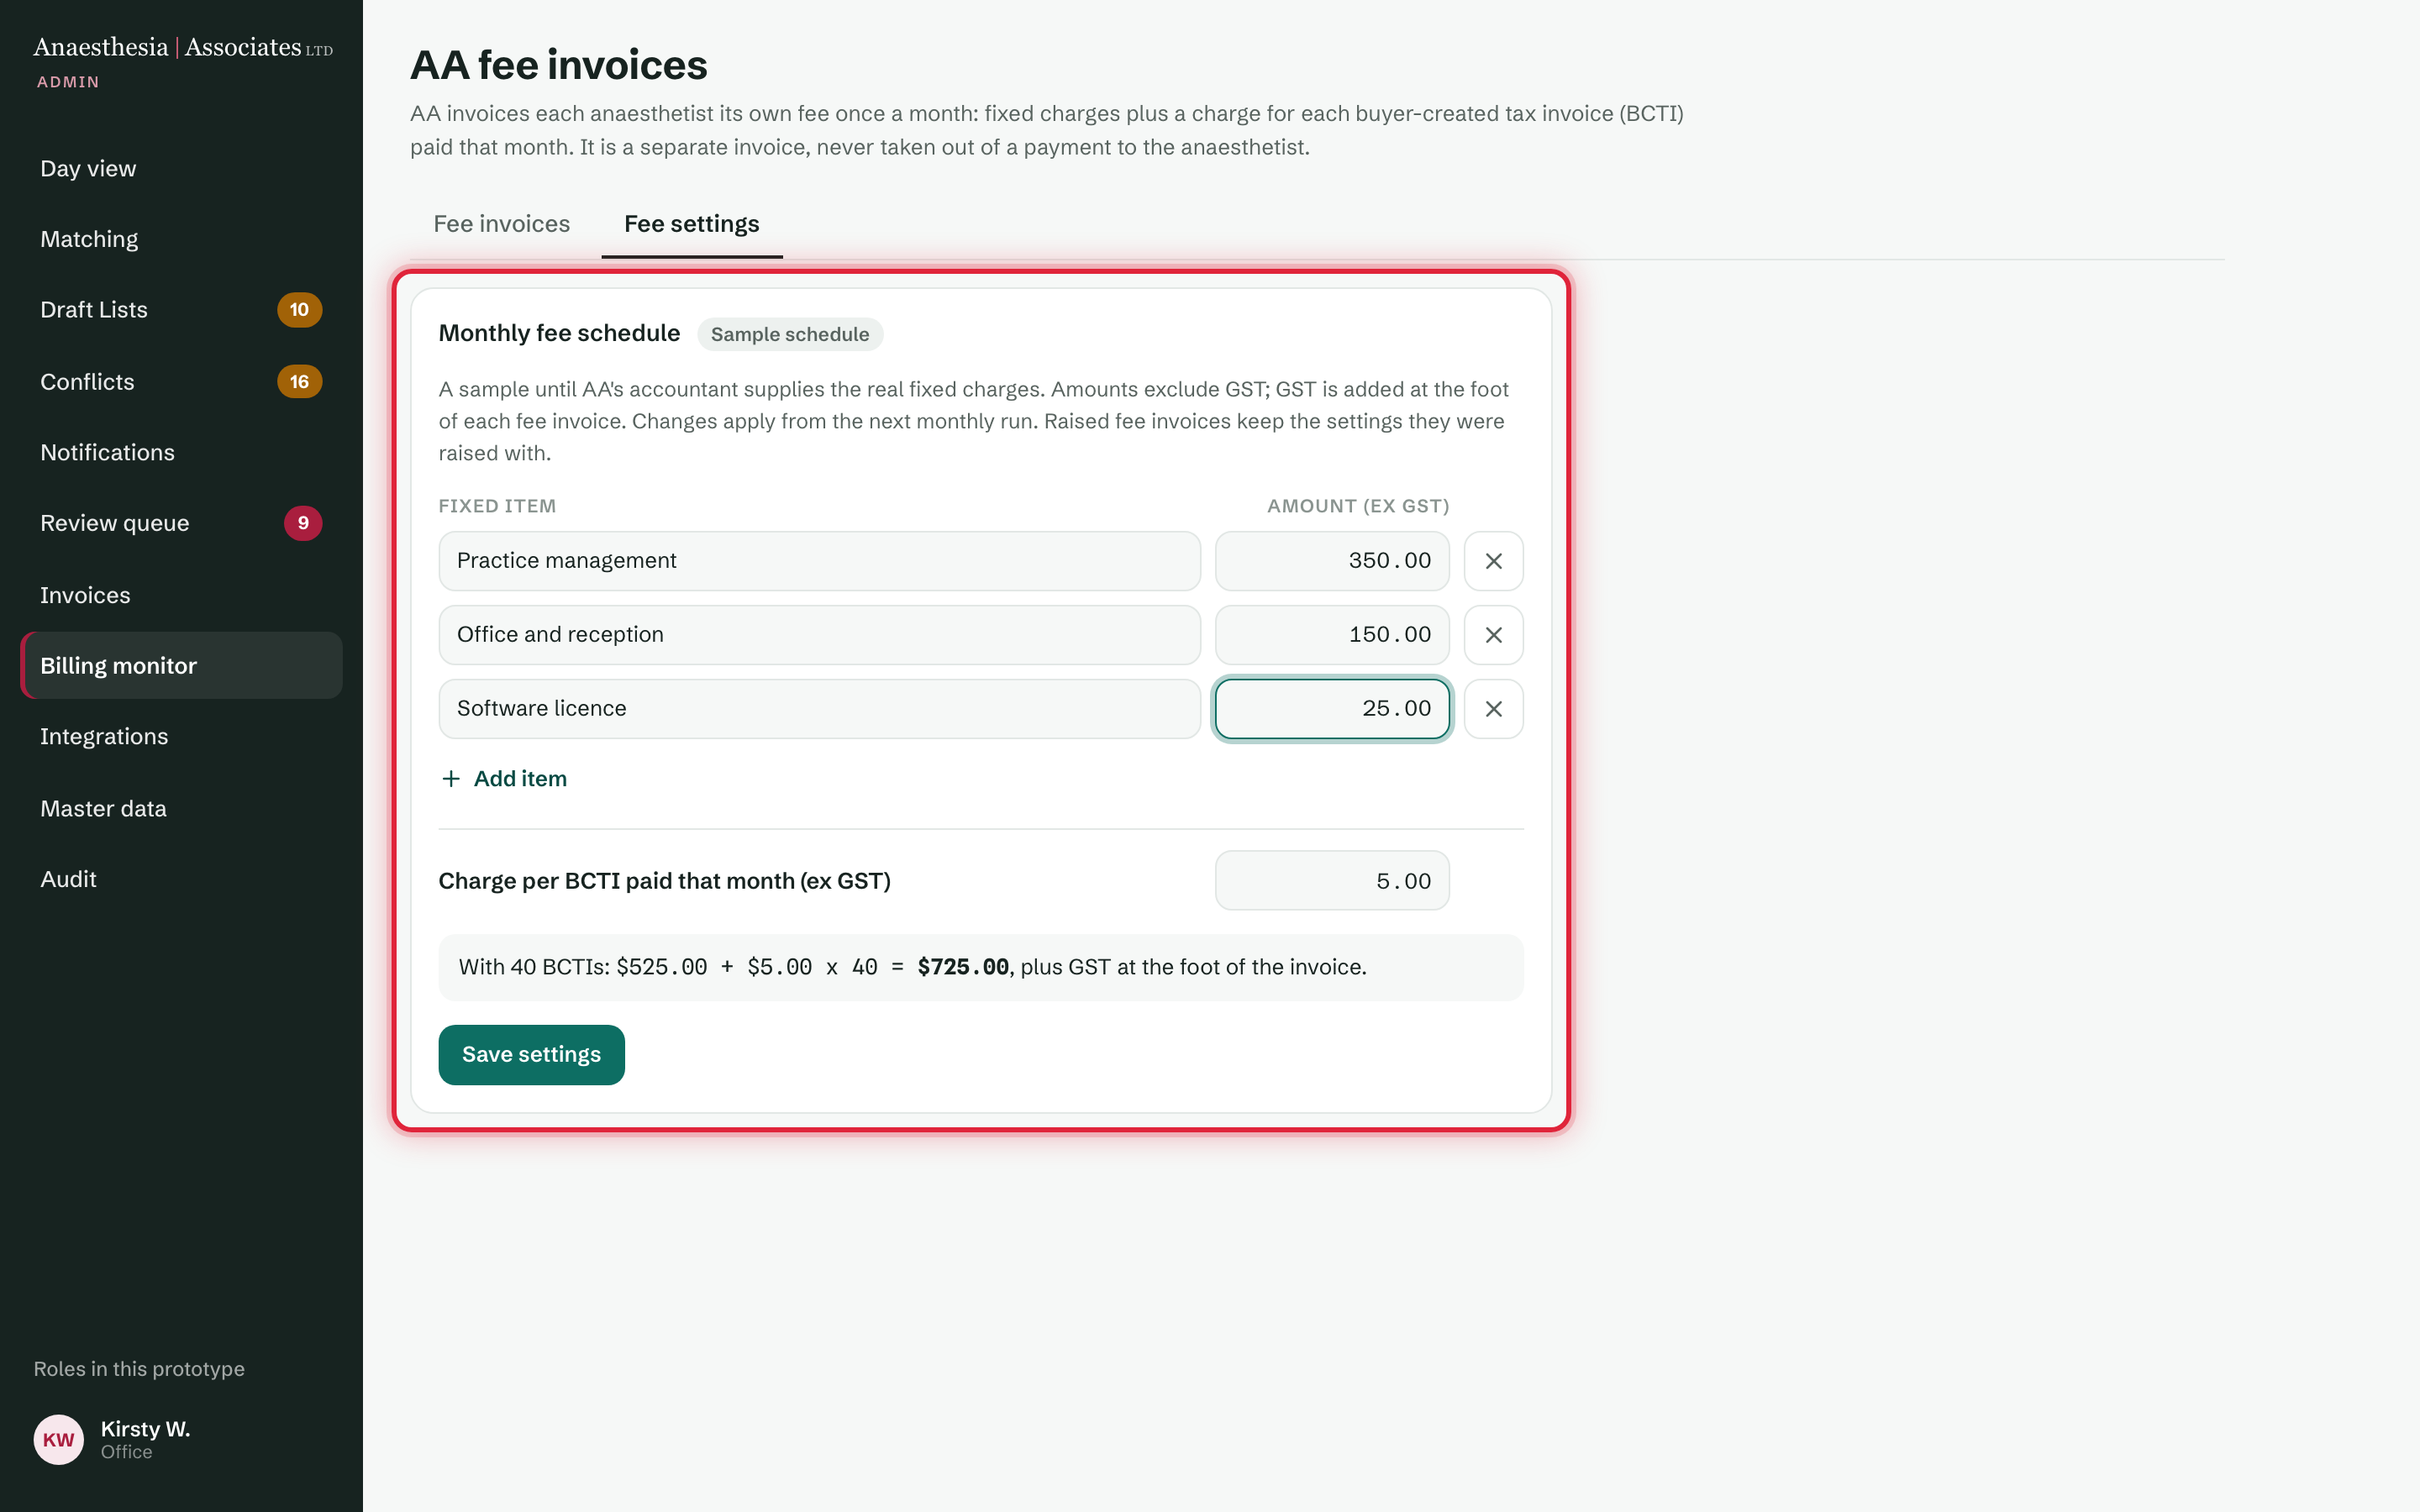 Anaesthesia | Associates LTD
ADMIN
Day view
Matching
Draft Lists 10
Conflicts 16
Notifications
Review queue 9
Invoices
Billing monitor
Integrations
Master data
Audit
Roles in this prototype
KW
Kirsty W.
Office
AA fee invoices
AA invoices each anaesthetist its own fee once a month: fixed charges plus a charge for each buyer-created tax invoice (BCTI)
paid that month. It is a separate invoice, never taken out of a payment to the anaesthetist.
Fee invoices Fee settings
Monthly fee schedule Sample schedule
A sample until AA's accountant supplies the real fixed charges. Amounts exclude GST; GST is added at the foot
of each fee invoice. Changes apply from the next monthly run. Raised fee invoices keep the settings they were
raised with.
FIXED ITEM AMOUNT (EX GST)
Practice management 350.00
Office and reception 150.00
Software licence 25.00
+ Add item
Charge per BCTI paid that month (ex GST) 5.00
With 40 BCTIs: $525.00 + $5.00 x 40 = $725.00, plus GST at the foot of the invoice.
Save settings